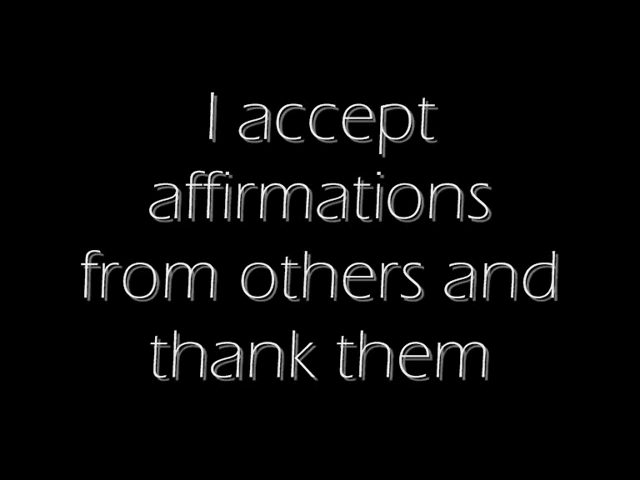 I accept
affirmations
from others and
thank them